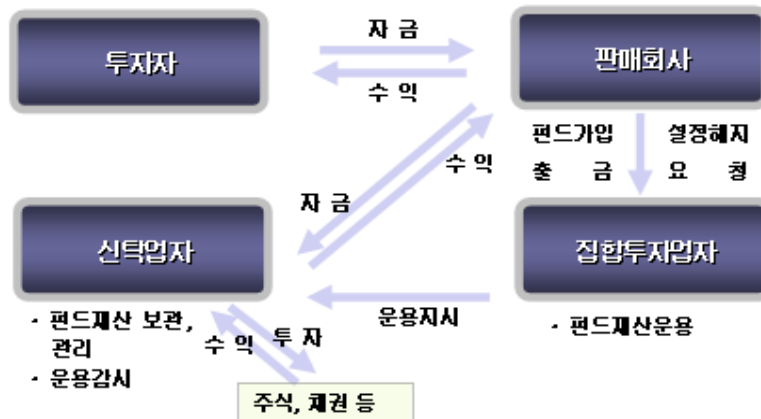 자 금
투자자
판매회사
수 익
펀드가입 설정해지
수 익
출 금 요 청
자 금
신탁업자
집합투자업자
운용지시
· 펀드재산 보관,
관리
· 운용감시
수 익
투 자
· 펀드재산운용
주식, 채권 등